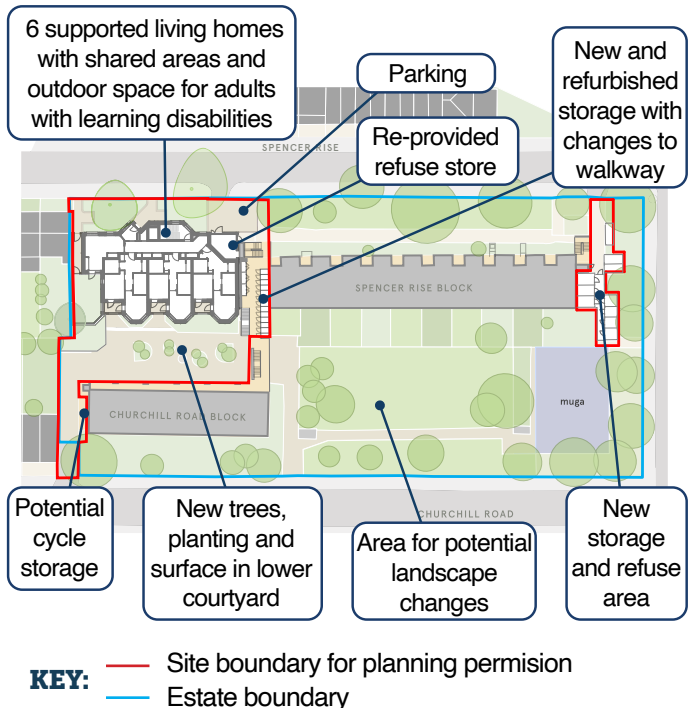 6 supported living homes
with shared areas and
outdoor space for adults
with learning disabilities
Parking
New and
refurbished
storage with
changes to
walkway
SPENCER RISE
Re-provided
refuse store
SPENCER RISE BLOCK
muga
CHURCHILL ROAD BLOCK
Potential
cycle
storage
New trees,
planting and
surface in lower
courtyard
CHURCHILL ROAD
Area for potential
landscape
changes
New
storage
and refuse
area
KEY:
Site boundary for planning permision
Estate boundary